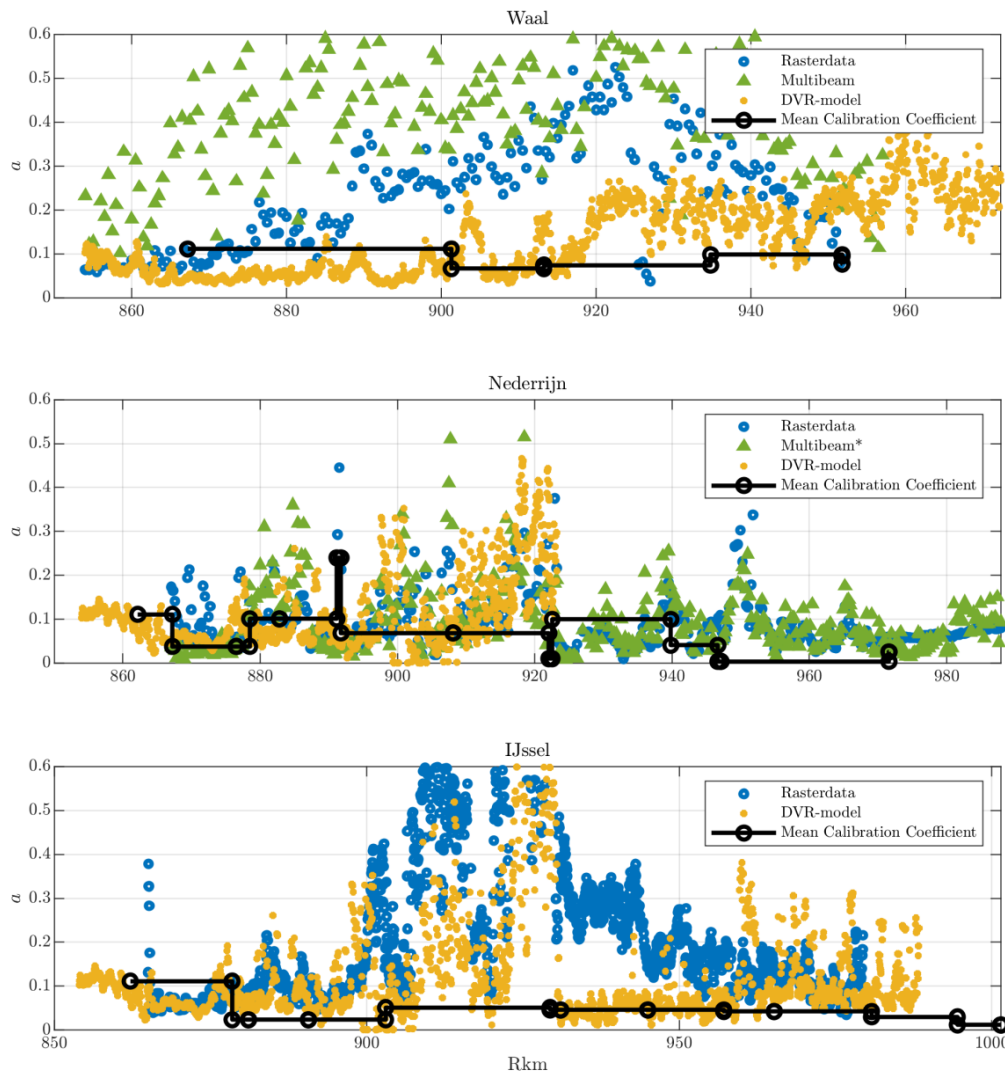 Waal
0.6
0.5
0.4
0.3
0.2
0.1
0
a
860
880
900
920
940
960
Rasterdata
Multibeam
DVR-model
Mean Calibration Coefficient
Nederrijn
0.6
0.5
0.4
0.3
0.2
0.1
0
a
860
880
900
920
940
960
980
Rasterdata
Multibeam*
DVR-model
Mean Calibration Coefficient
IJssel
0.6
0.5
0.4
0.3
0.2
0.1
0
a
850
900
950
1000
Rasterdata
DVR-model
Mean Calibration Coefficient
Rkm